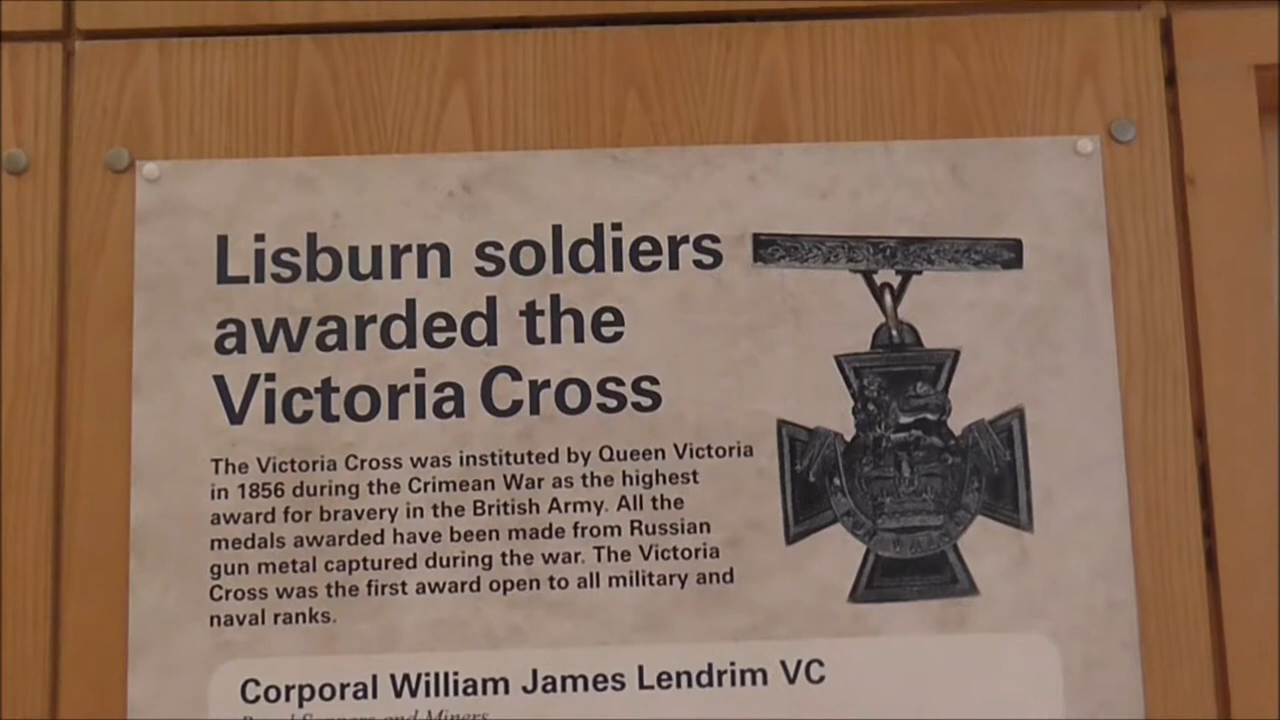 Lisburn soldiers
awarded the
Victoria Cross
The Victoria Cross was instituted by Queen Victoria
in 1856 during the Crimean War as the highest
award for bravery in the British Army. All the
medals awarded have been made from Russian
gun metal captured during the war. The Victoria
Cross was the first award open to all military and
naval ranks.
Corporal William James Lendrim VC
and Miners